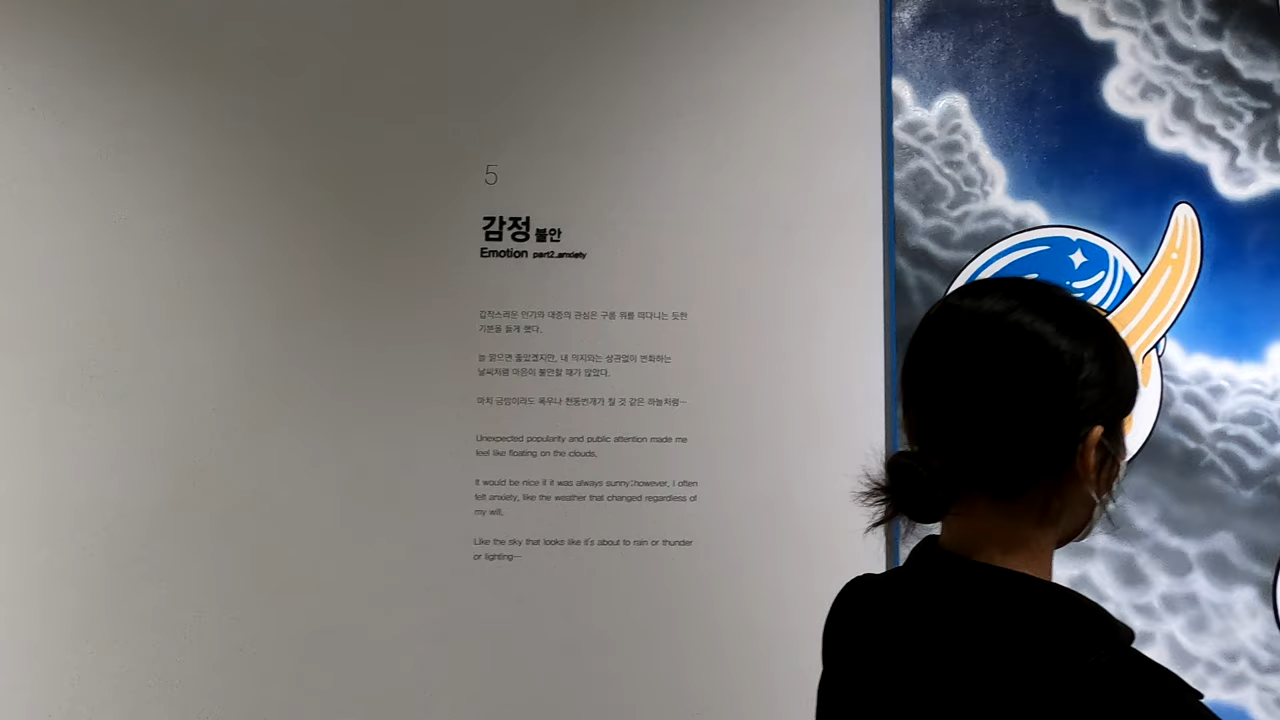 5
감정 불안
Emotion part2.anxiety
갑작스러운 인기와 대중의 관심은 구름 위를 떠다니는 듯한
기분을 들게 했다.
늘 맑으면 좋았겠지만, 내 의지와는 상관없이 변화하는
날씨처럼 마음이 불안할 때가 많았다.
마치 금방이라도 폭우나 천둥번개가 칠 것 같은 하늘처럼…
Unexpected popularity and public attention made me
feel like floating on the clouds.
It would be nice if it was always sunny;however, I often
felt anxiety, like the weather that changed regardless of
my will.
Like the sky that looks like it's about to rain or thunder
or lighting…